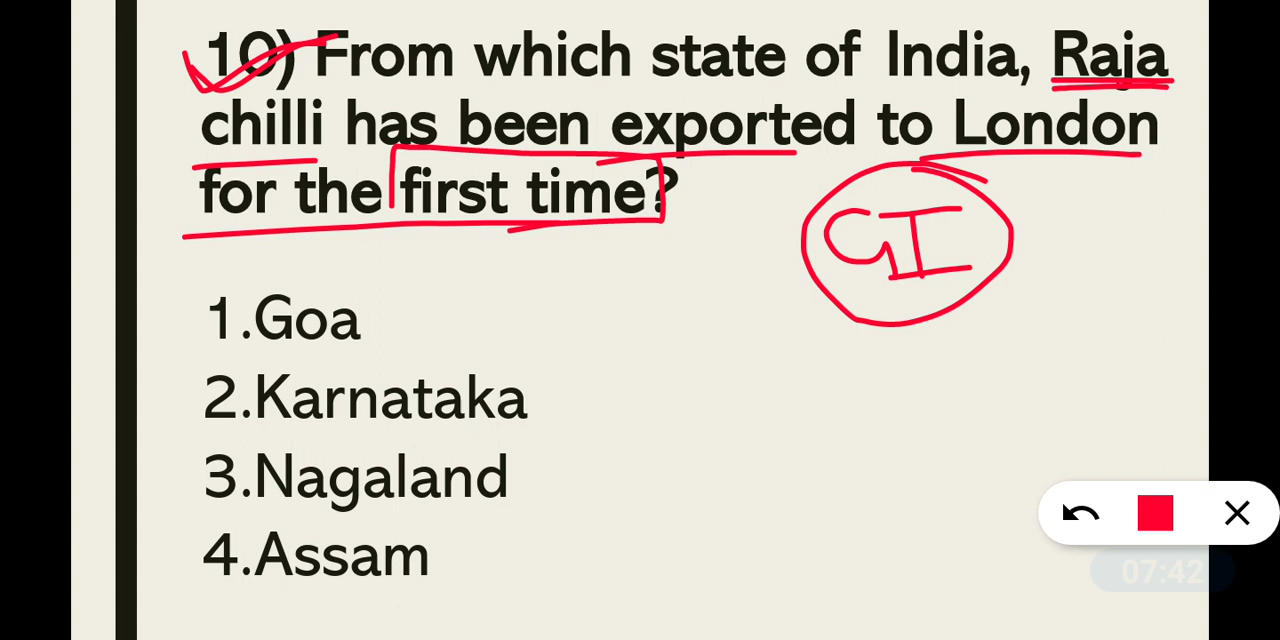 10) From which state of India, Raja
chilli has been exported to London
for the first time?
GI
1.Goa
2.Karnataka
3.Nagaland
4.Assam
07:42